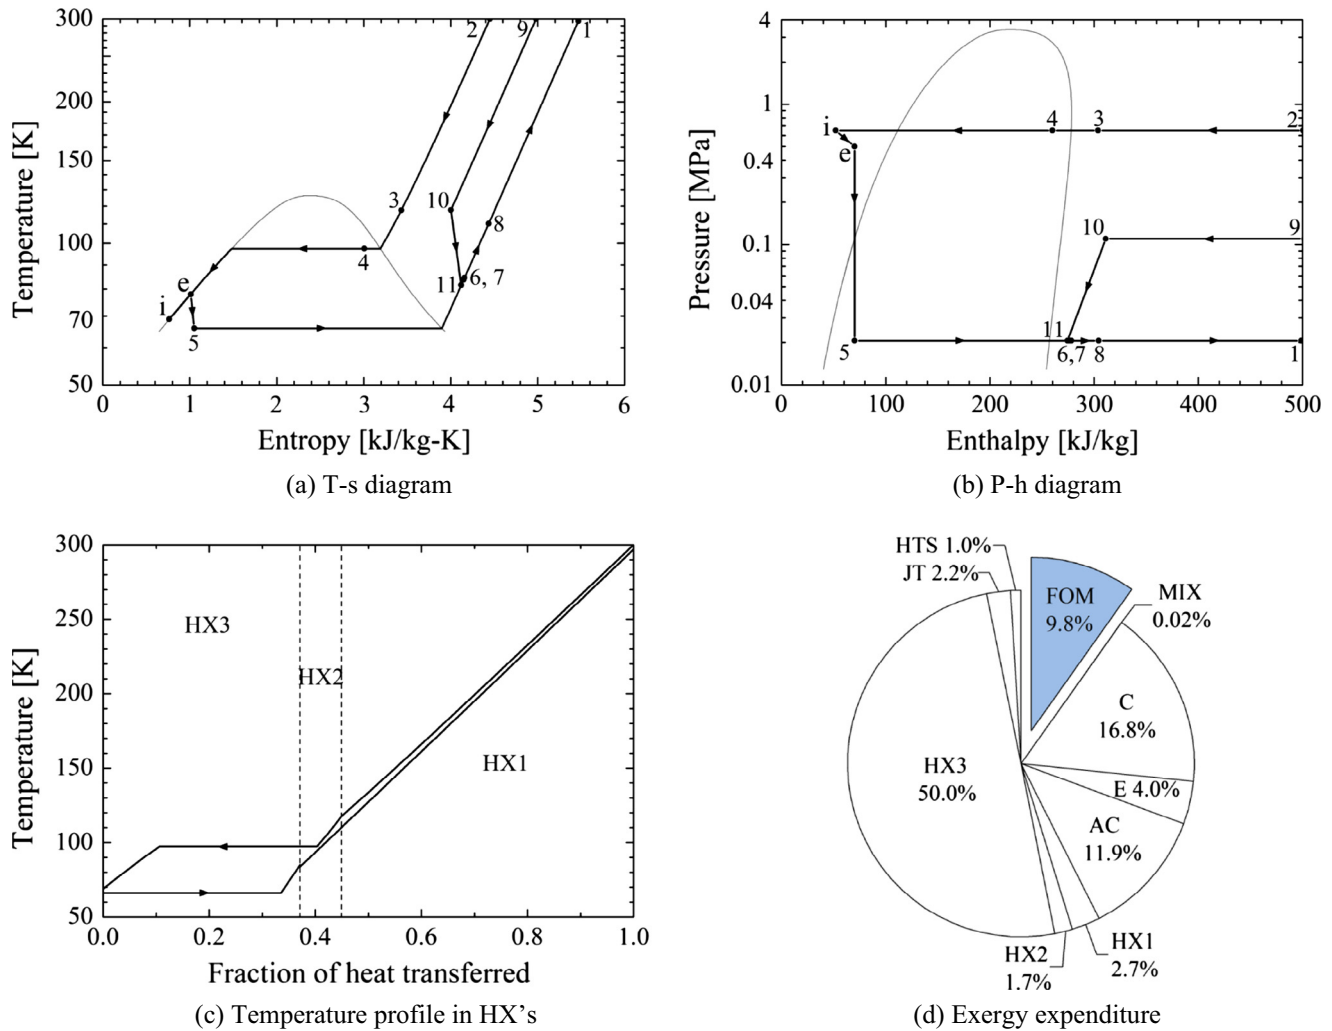 300
200
150
100
70
50
Temperature [K]
2
9
1
3
10
8
4
11
6, 7
e
i
5
0
1
2
3
4
5
6
Entropy [kJ/kg-K]
(a) T-s diagram
4
1
0.4
0.1
0.04
0.01
Pressure [MPa]
i
4
3
2
e
10
9
11
5
6,7
8
1
0
100
200
300
400
500
Enthalpy [kJ/kg]
(b) P-h diagram
300
250
200
150
100
50
Temperature [K]
HX3
HX2
HX1
0.0
0.2
0.4
0.6
0.8
1.0
Fraction of heat transferred
(c) Temperature profile in HX's
HTS 1.0%
JT 2.2%
FOM
9.8%
MIX
0.02%
C
16.8%
E 4.0%
AC
11.9%
HX3
50.0%
HX2
1.7%
HX1
2.7%
(d) Exergy expenditure